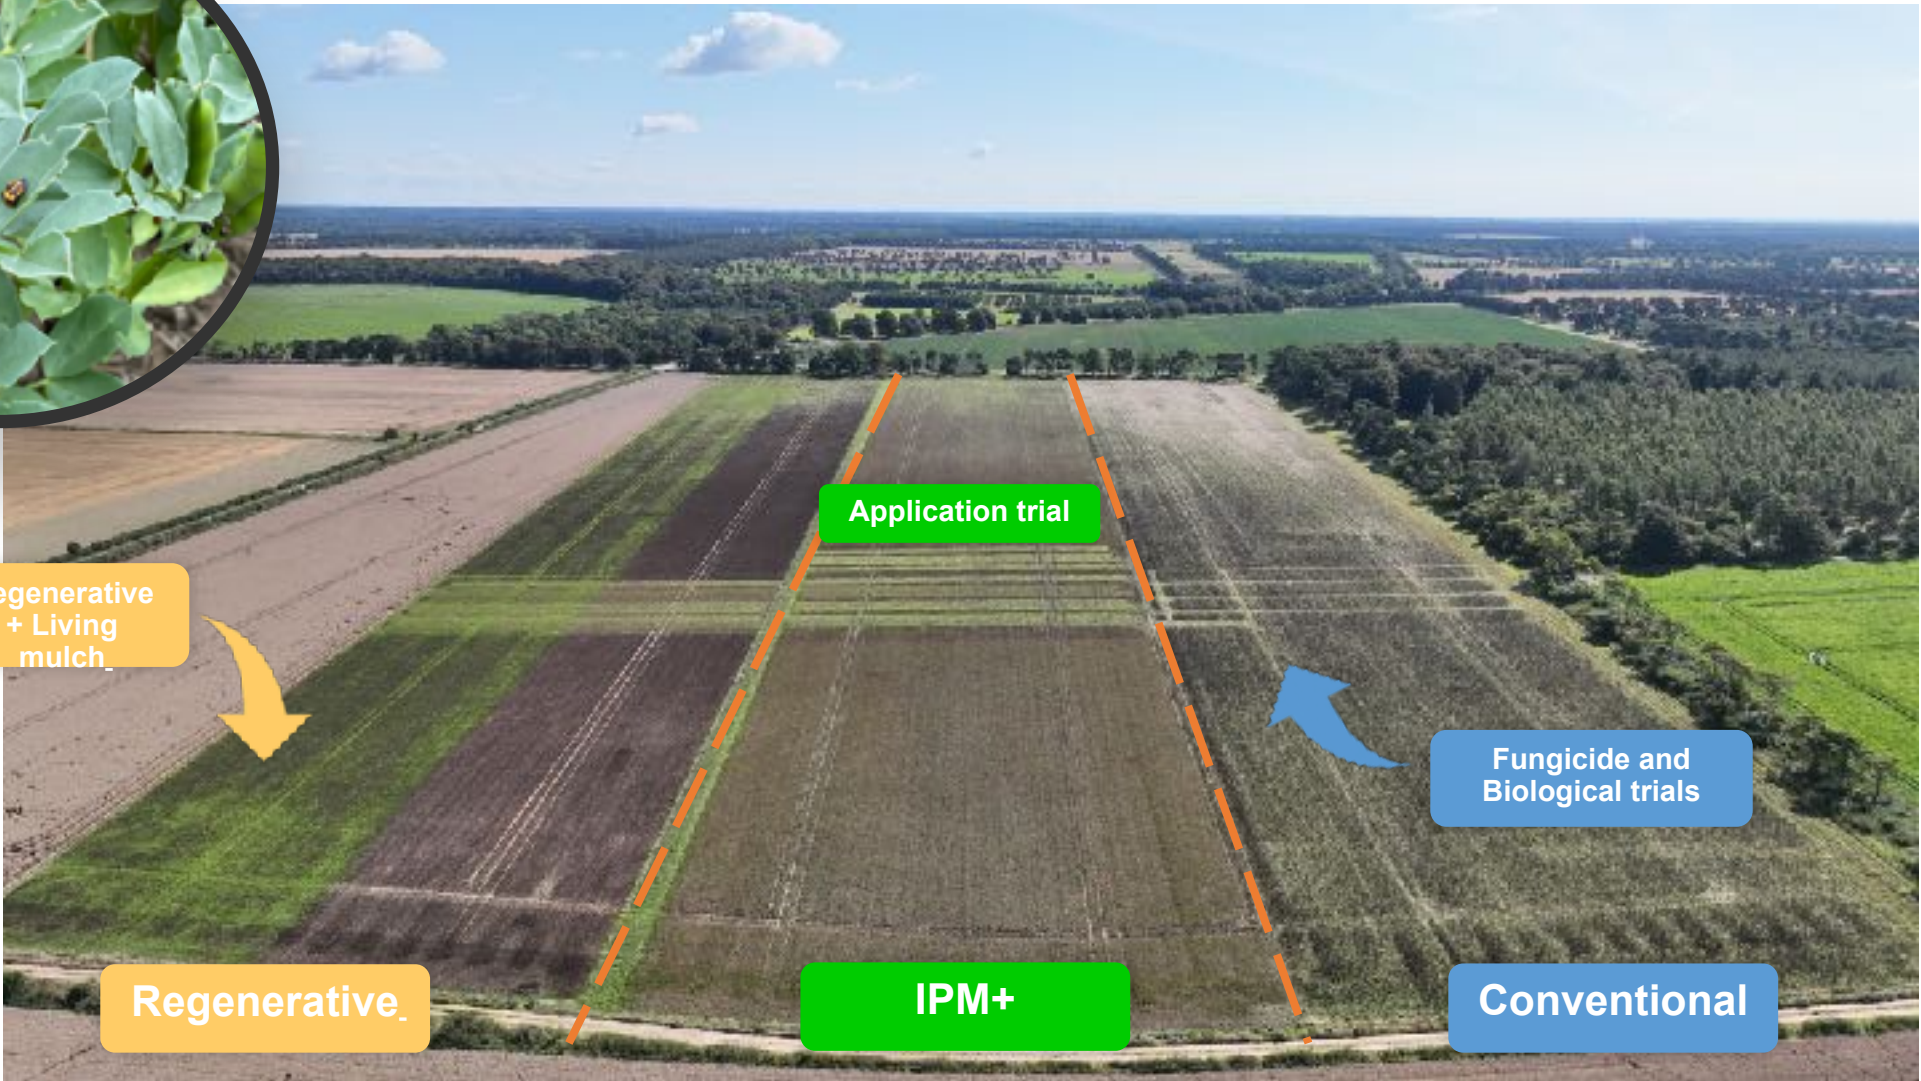 Application trial
egenerative
+ Living
mulch
Fungicide and
Biological trials
Regenerative
IPM+
Conventional